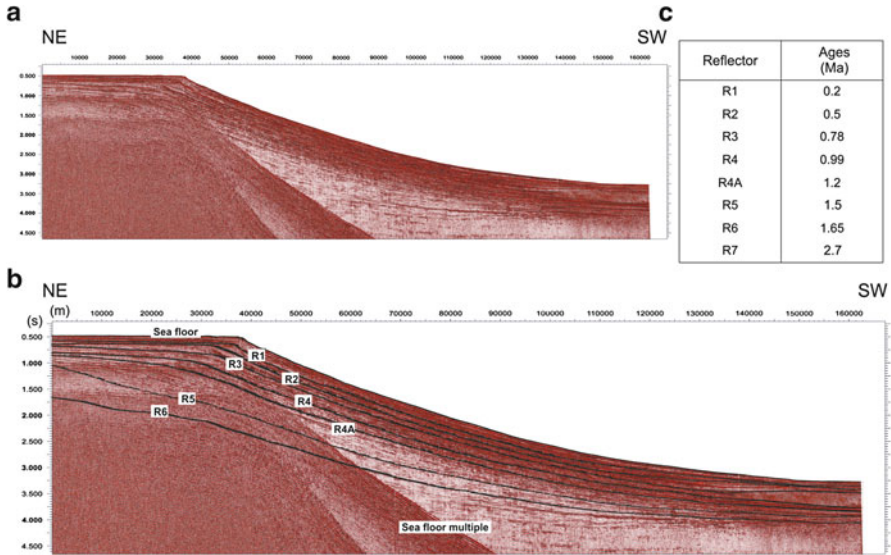 a
NE
SW
10000 20000 30000 40000 50000 60000 70000 80000 90000 100000 110000 120000 130000 140000 150000 160000
0.500
1.000
1.500
2.000
2.500
3.000
3.500
4.000
4.500
c
Reflector Ages (Ma)
R1 0.2
R2 0.5
R3 0.78
R4 0.99
R4A 1.2
R5 1.5
R6 1.65
R7 2.7
b
NE
SW
(s) (m) 10000 20000 30000 40000 50000 60000 70000 80000 90000 100000 110000 120000 130000 140000 150000 160000
0.500
1.000
1.500
2.000
2.500
3.000
3.500
4.000
4.500
Sea floor
R1
R3
R2
R5
R4
R6
R4A
Sea floor multiple